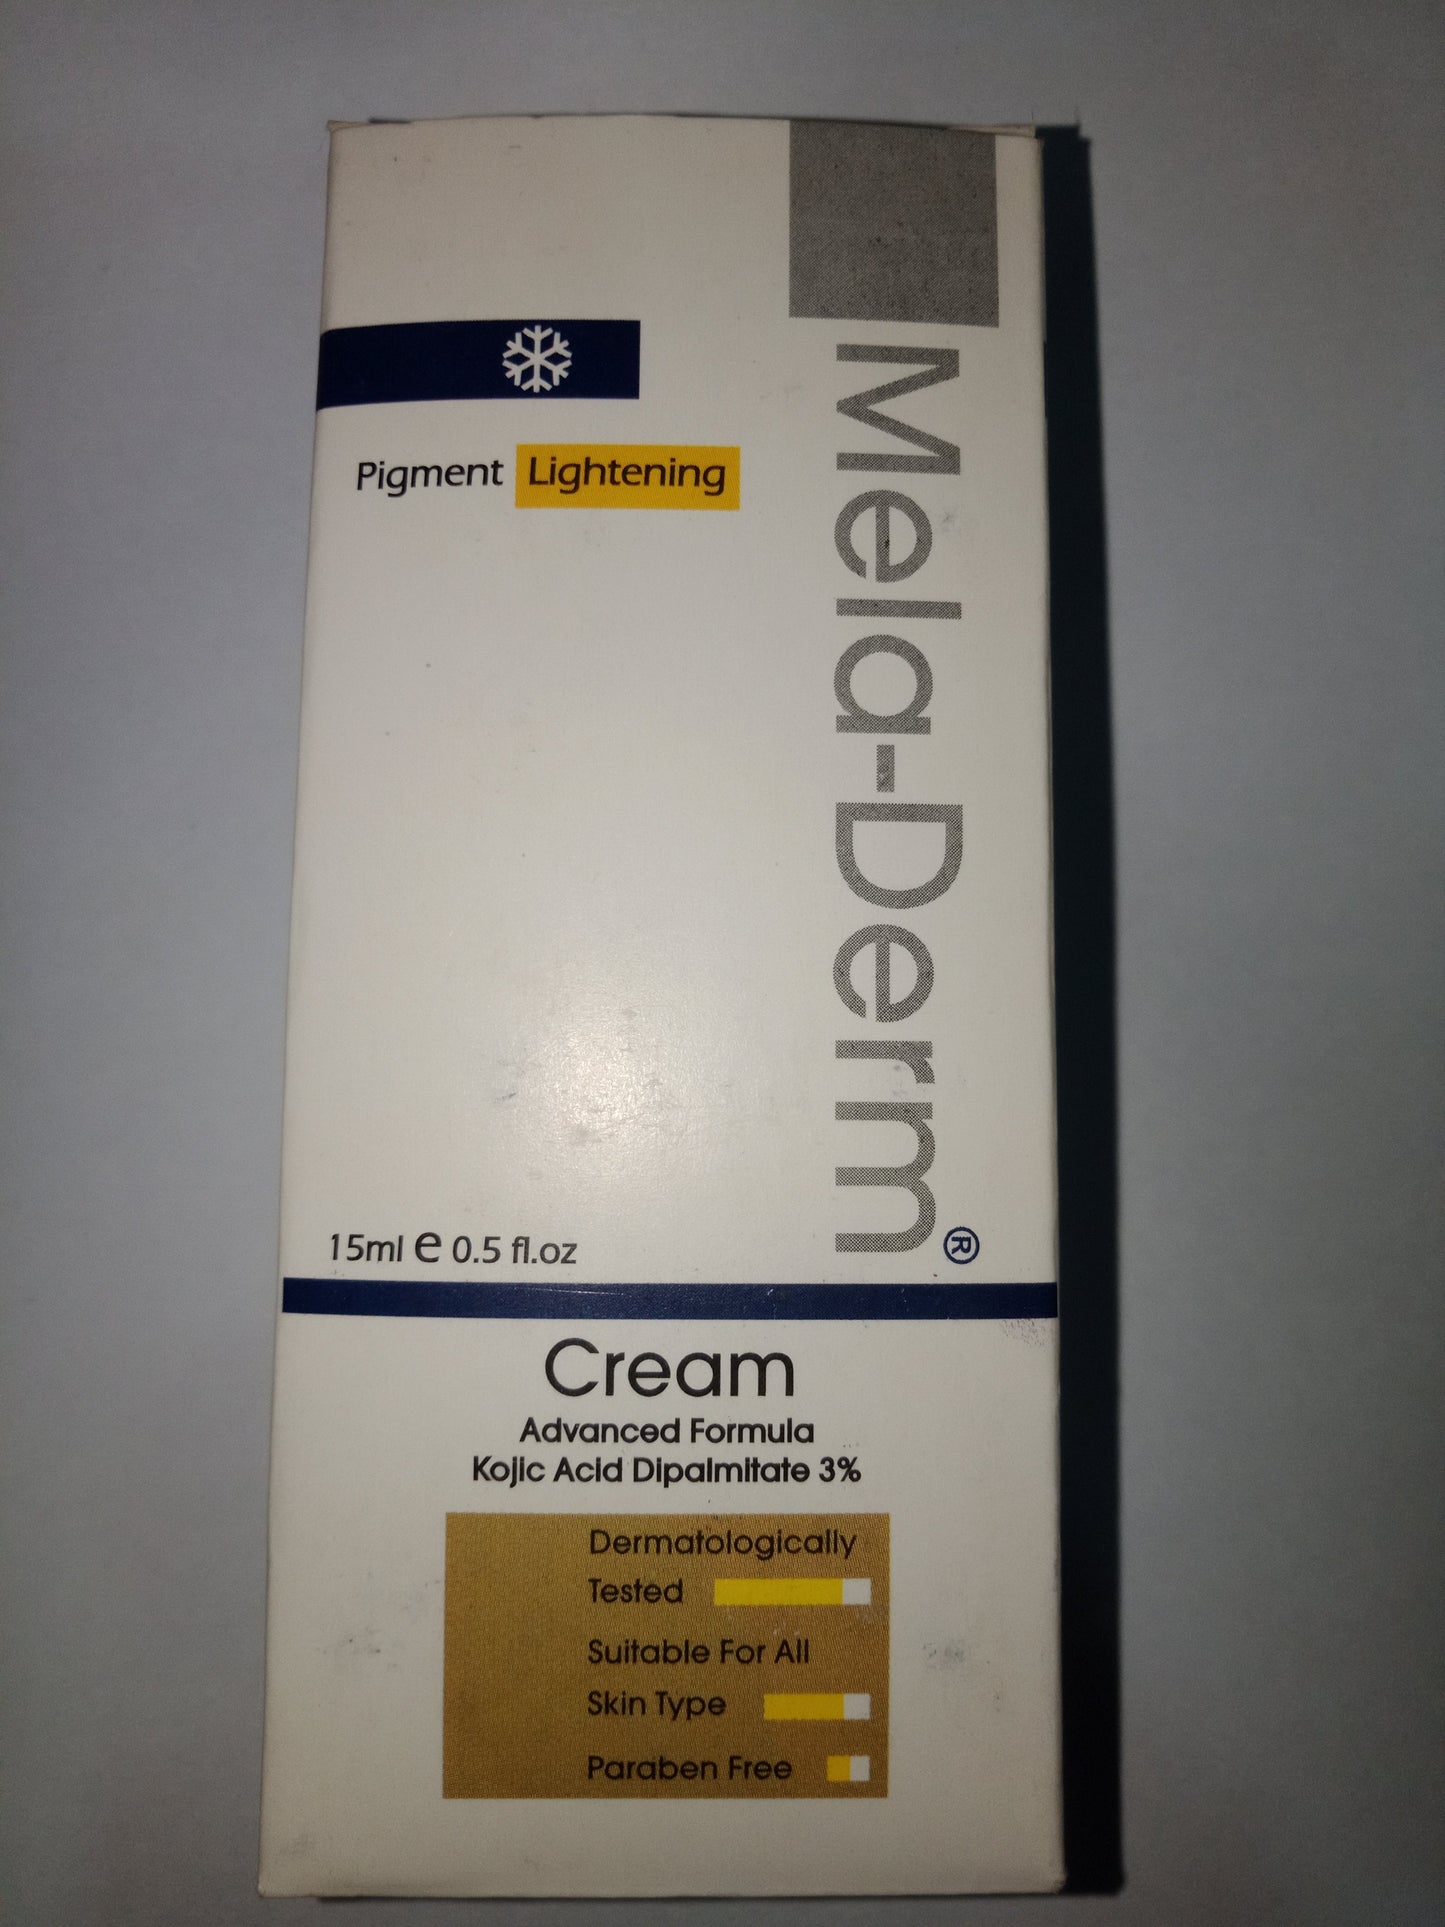 Pigment Lightening
Mela-Derm®
15ml e 0.5 fl.oz
Cream
Advanced Formula
Kojic Acid Dipalmitate 3%
Dermatologically
Tested
Suitable For All
Skin Type
Paraben Free